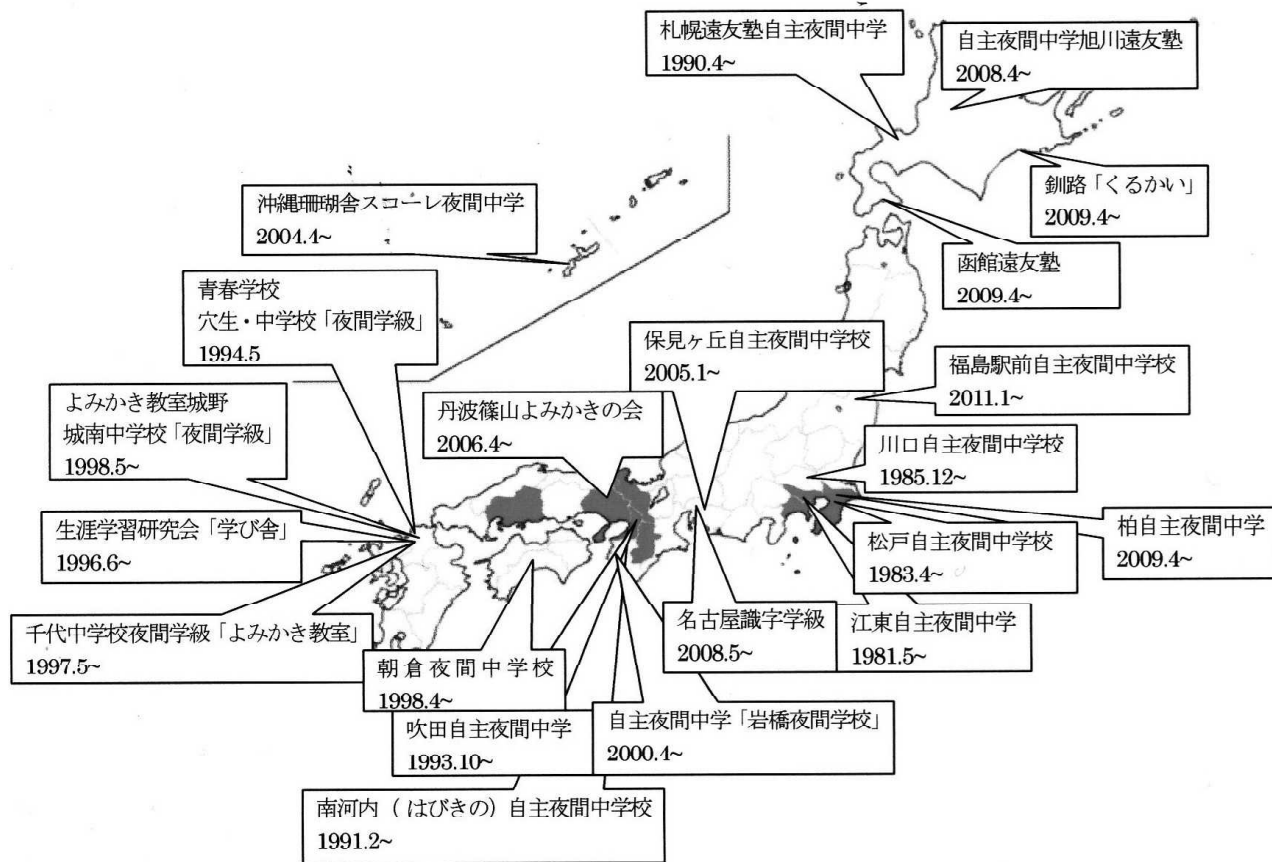 札幌遠友塾自主夜間中学
1990.4~
自主夜間中学旭川遠友塾
2008.4~
釧路「くるかい」
2009.4~
函館遠友塾
2009.4~
沖縄珊瑚舎スコーレ夜間中学
2004.4~
青春学校
穴生・中学校「夜間学級」
1994.5
保見ヶ丘自主夜間中学校
2005.1~
福島駅前自主夜間中学校
2011.1~
よみかき教室城野
城南中学校「夜間学級」
1998.5~
丹波篠山よみかきの会
2006.4~
川口自主夜間中学校
1985.12~
生涯学習研究会「学び舎」
1996.6~
柏自主夜間中学
2009.4~
松戸自主夜間中学校
1983.4~
千代中学校夜間学級「よみかき教室」
1997.5~
名古屋識字学級
2008.5~
江東自主夜間中学
1981.5~
朝倉夜間中学校
1998.4~
吹田自主夜間中学
1993.10~
自主夜間中学「岩橋夜間学校」
2000.4~
南河内（はびきの）自主夜間中学校
1991.2~